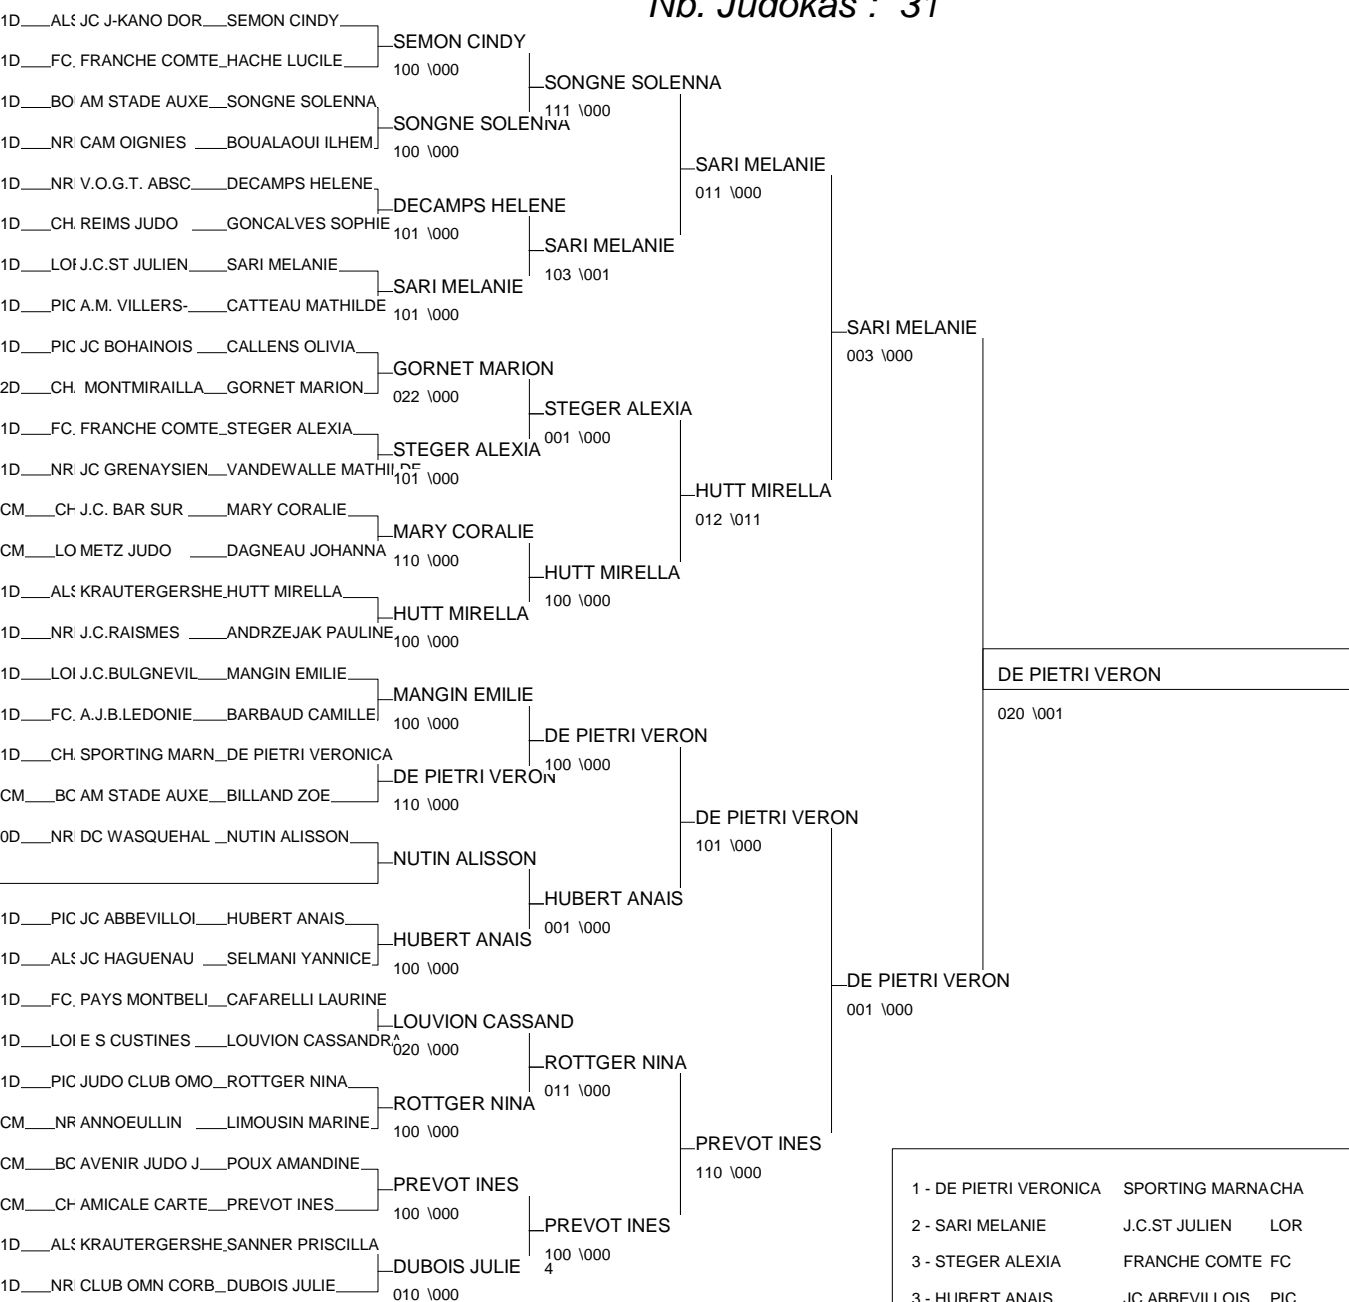 Nb. Judokas : 31
1D ALS JC J-KANO DOR SEMON CINDY
SEMON CINDY
1D FC FRANCHE COMTE HACHE LUCILE
100 \000
SONGNE SOLENNA
1D BO AM STADE AUXE SONGNE SOLENNA
111 \000
SONGNE SOLENNA
1D NR CAM OIGNIES BOUALAOUI ILHEM
100 \000
SARI MELANIE
1D NR V.O.G.T. ABSC DECAMPS HELENE
011 \000
DECAMPS HELENE
1D CH REIMS JUDO GONCALVES SOPHIE
101 \000
SARI MELANIE
1D LOR J.C.ST JULIEN SARI MELANIE
103 \001
SARI MELANIE
1D PIC A.M. VILLERS- CATTEAU MATHILDE
101 \000
SARI MELANIE
1D PIC JC BOHAINOIS CALLENS OLIVIA
003 \000
GORNET MARION
2D CH MONTMIRAILLA GORNET MARION
022 \000
STEGER ALEXIA
1D FC FRANCHE COMTE STEGER ALEXIA
001 \000
STEGER ALEXIA
1D NR JC GRENAYSIEN VANDEWALLE MATHILDE
101 \000
HUTT MIRELLA
CM CH J.C. BAR SUR MARY CORALIE
012 \011
MARY CORALIE
CM LO METZ JUDO DAGNEAU JOHANNA
110 \000
HUTT MIRELLA
1D ALS KRAUTERGERSHE HUTT MIRELLA
100 \000
HUTT MIRELLA
1D NR J.C.RAISMES ANDRZEJAK PAULINE
100 \000
1D LOI J.C.BULGNEVIL MANGIN EMILIE
DE PIETRI VERON
MANGIN EMILIE
1D FC A.J.B.LEDONIE BARBAUD CAMILLE
020 \001
100 \000
DE PIETRI VERON
1D CH SPORTING MARN DE PIETRI VERONICA
100 \000
DE PIETRI VERON
CM BO AM STADE AUXE BILLAND ZOE
110 \000
DE PIETRI VERON
0D NR DC WASQUEHAL NUTIN ALISSON
101 \000
NUTIN ALISSON
HUBERT ANAIS
1D PIC JC ABBEVILLOI HUBERT ANAIS
001 \000
HUBERT ANAIS
1D ALS JC HAGUENAU SELMANI YANNICE
100 \000
DE PIETRI VERON
1D FC PAYS MONTBELI CAFARELLI LAURINE
001 \000
LOUVION CASSAND
1D LOI E S CUSTINES LOUVION CASSANDRA
020 \000
ROTTGER NINA
1D PIC JUDO CLUB OMO ROTTGER NINA
011 \000
ROTTGER NINA
CM NR ANNOEULLIN LIMOUSIN MARINE
100 \000
PREVOT INES
CM BC AVENIR JUDO J POUX AMANDINE
110 \000
PREVOT INES
CM CH AMICALE CARTE PREVOT INES
100 \000
PREVOT INES
1D ALS KRAUTERGERSHE SANNER PRISCILLA
100 \000
4
DUBOIS JULIE
1D NR CLUB OMN CORB DUBOIS JULIE
010 \000
1 - DE PIETRI VERONICA SPORTING MARNA CHA
2 - SARI MELANIE J.C.ST JULIEN LOR
3 - STEGER ALEXIA FRANCHE COMTE FC
3 - HUBERT ANAIS JC ABBEVILLOIS PIC